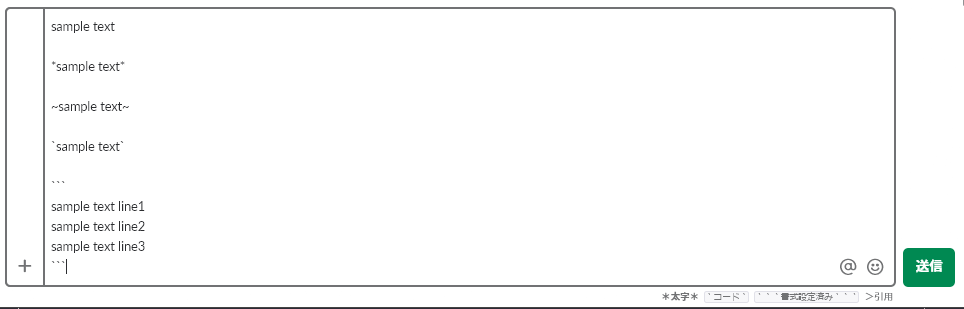 sample text
*sample text*
~sample text~
`sample text`
```
sample text line1
sample text line2
sample text line3
```
送信
*太字* `コード` ```書式設定済み``` >引用